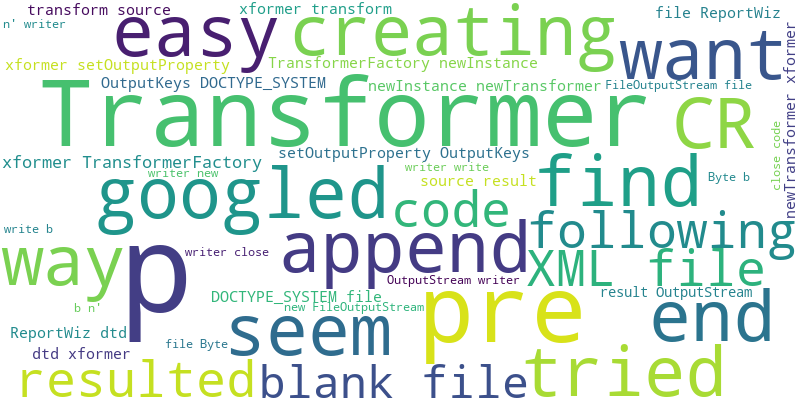 transform source xformer transform file ReportWiz
n' writer easy creating want
xformer setOutputProperty TransformerFactory newInstance
OutputKeys DOCTYPE_SYSTEM newInstance newTransformer FileOutputStream file
Transformer CR
newTransformer xformer
close code
xformer TransformerFactory setOutputProperty OutputKeys
writer new writer write
googled source result find Byte b
code
write b append following
way p writer close
XML file
OutputStream writer
b n' DOCTYPE_SYSTEM file pre result OutputStream
new FileOutputStream
ReportWiz dtd seem end
file Byte
dtd xformer
resulted blank file tried